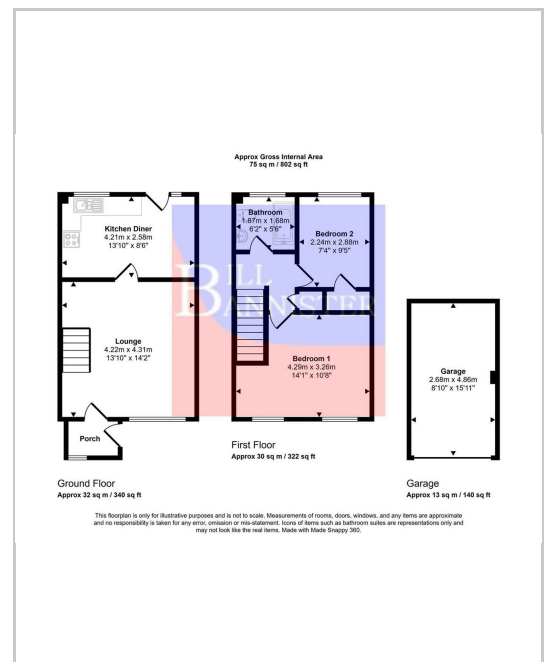 Approx Gross Internal Area
75 sq m / 802 sq ft
Kitchen Diner
4.21m x 2.58m
13'10" x 8'6"
Bathroom
1.87m x 1.68m
6'2" x 5'6"
Bedroom 2
2.24m x 2.88m
7'4" x 9'5"
BILL
BANNISTER
Lounge
4.22m x 4.31m
13'10" x 14'2"
Bedroom 1
4.29m x 3.26m
14'1" x 10'8"
Garage
2.68m x 4.86m
8'10" x 15'11"
Porch
First Floor
Approx 30 sq m / 322 sq ft
Ground Floor
Approx 32 sq m / 340 sq ft
Garage
Approx 13 sq m / 140 sq ft
This floorplan is only for illustrative purposes and is not to scale. Measurements of rooms, doors, windows, and any items are approximate
and no responsibility is taken for any error, omission or mis-statement. Icons of items such as bathroom suites are representations only and
may not look like the real items. Made with Made Snappy 360.